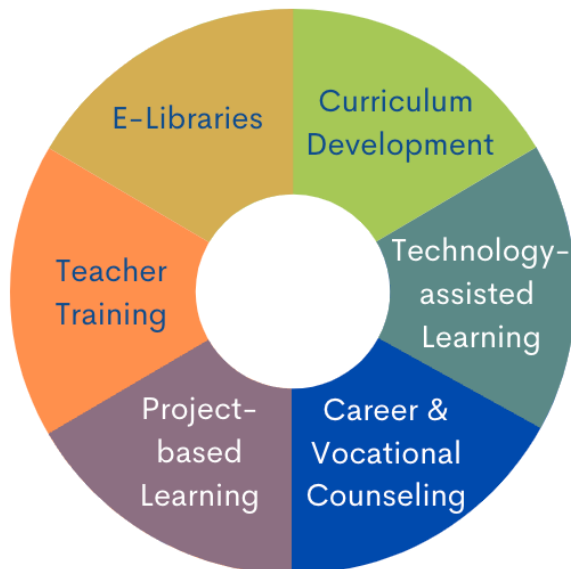 E-Libraries
Curriculum
Development
Technology-
assisted
Learning
Career &
Vocational
Counseling
Project-
based
Learning
Teacher
Training